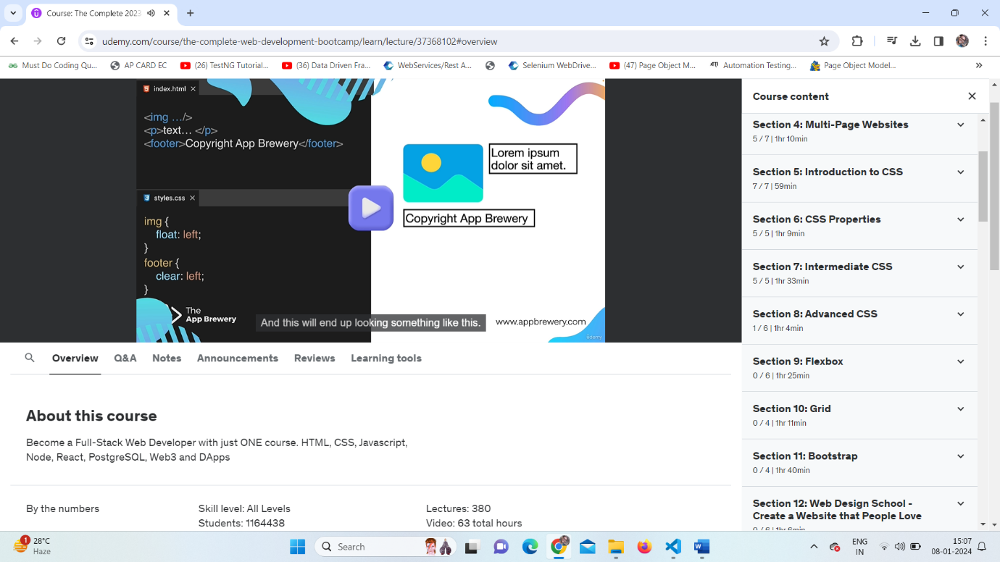 Course: The Complete 2023
udemy.com/course/the-complete-web-development-bootcamp/learn/lecture/37368102#overview
Must Do Coding Qu...
AP CARD EC
(26) TestNG Tutorial...
(36) Data Driven Fra...
WebServices/Rest A...
Selenium WebDrive...
(47) Page Object M...
Automation Testing...
Page Object Model...
index.html
<img .../>
<p>text... </p>
<footer>Copyright App Brewery</footer>
styles.css
img {
float: left;
}
footer {
clear: left;
}
The
App Brewery
Lorem ipsum
dolor sit amet.
Copyright App Brewery
And this will end up looking something like this.
www.appbrewery.com
ûdemy
Course content
Section 4: Multi-Page Websites
5 / 7 | 1hr 10min
Section 5: Introduction to CSS
7 / 7 | 59min
Section 6: CSS Properties
5 / 5 | 1hr 9min
Section 7: Intermediate CSS
5 / 5 | 1hr 33min
Section 8: Advanced CSS
1 / 6 | 1hr 4min
Section 9: Flexbox
0 / 6 | 1hr 25min
Section 10: Grid
0 / 4 | 1hr 11min
Section 11: Bootstrap
0 / 4 | 1hr 40min
Section 12: Web Design School -
Create a Website that People Love
0 / 6 | 1hr 6min
Overview
Q&A
Notes
Announcements
Reviews
Learning tools
About this course
Become a Full-Stack Web Developer with just ONE course. HTML, CSS, Javascript,
Node, React, PostgreSQL, Web3 and DApps
By the numbers
Skill level: All Levels
Students: 1164438
Lectures: 380
Video: 63 total hours
1
28°C
Haze
Search
ENG
IN
15:07
08-01-2024